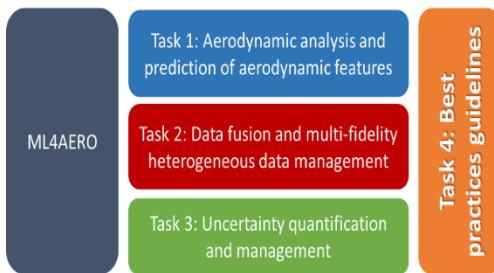 ML4AERO
Task 1: Aerodynamic analysis and
prediction of aerodynamic features
Task 2: Data fusion and multi-fidelity
heterogeneous data management
Task 3: Uncertainty quantification
and management
Task 4: Best
practices guidelines